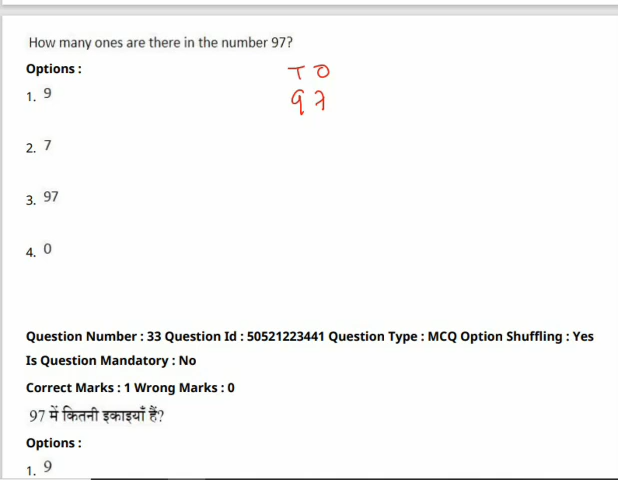 How many ones are there in the number 97?
Options :
T O
1. 9
97
2. 7
3. 97
4. 0
Question Number : 33 Question Id : 50521223441 Question Type : MCQ Option Shuffling : Yes
Is Question Mandatory : No
Correct Marks : 1 Wrong Marks : 0
97 में कितनी इकाइयाँ हैं?
Options :
1. 9